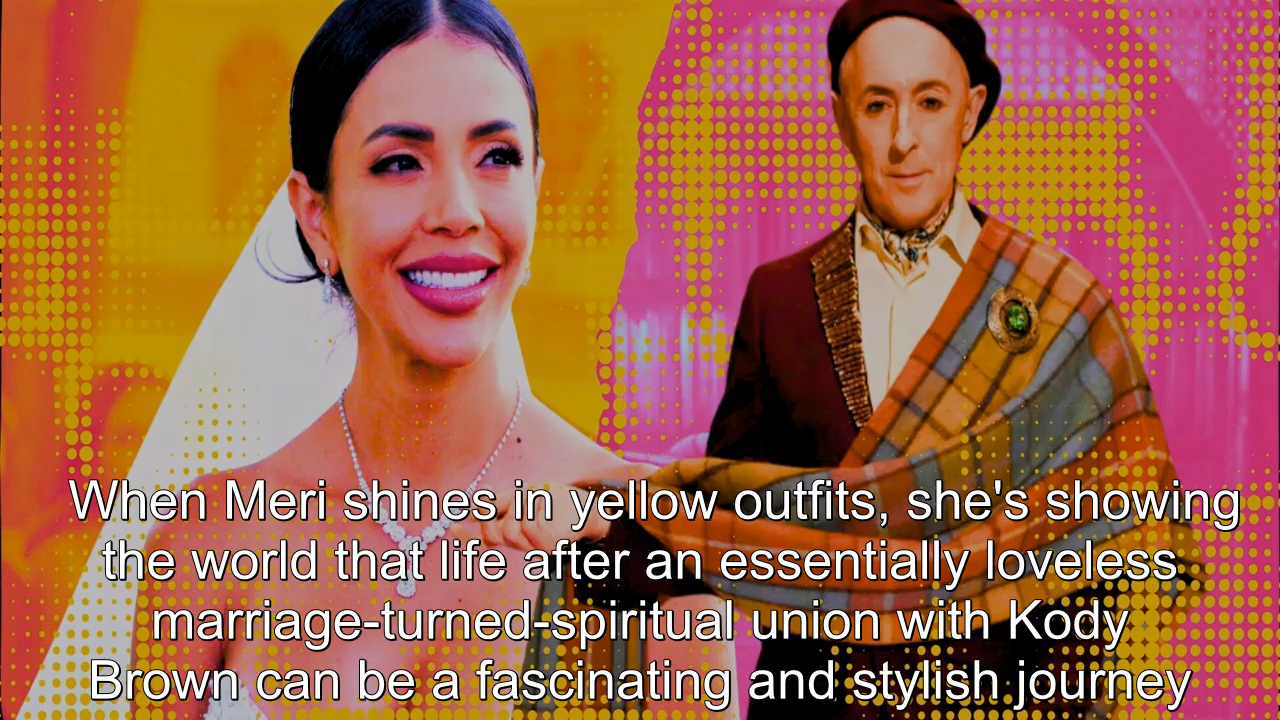 When Meri shines in yellow outfits, she's showing
the world that life after an essentially loveless
marriage-turned-spiritual union with Kody
Brown can be a fascinating and stylish journey